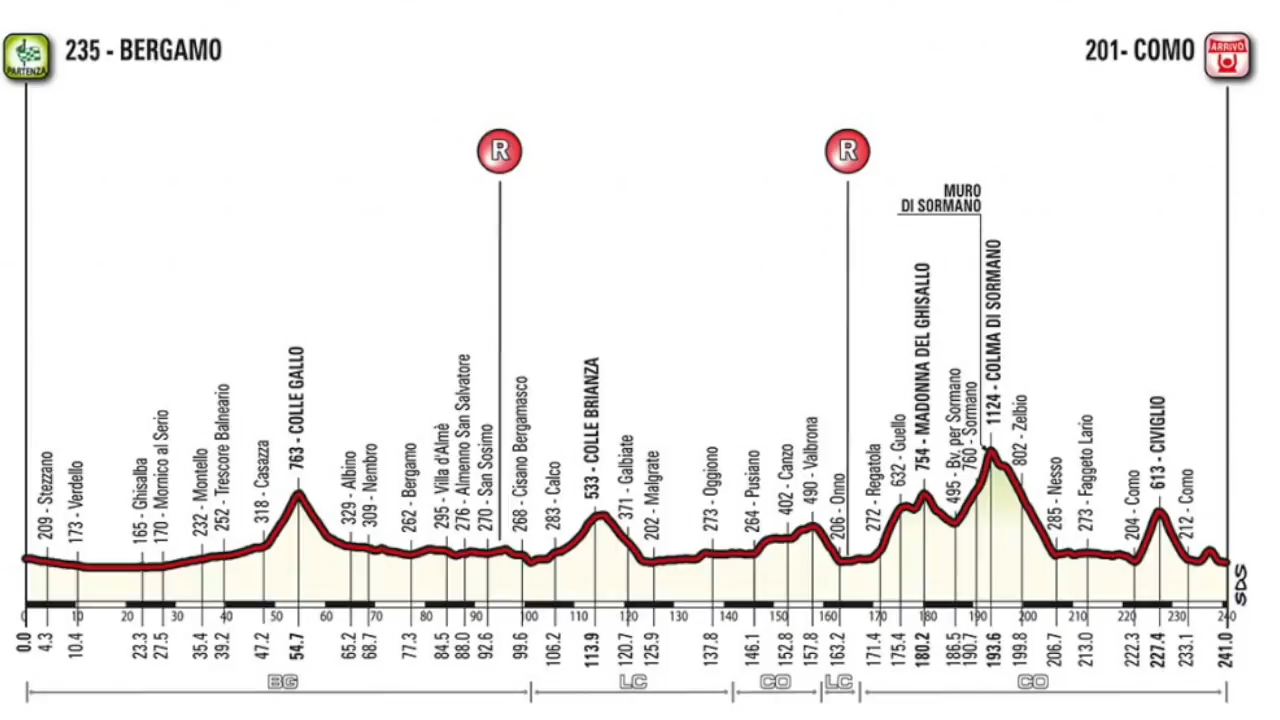 PARTENZA
235 - BERGAMO
201- COMO
ARRIVO
R
R
MURO
DI SORMANO
209 - Stezzano
173 - Verdello
165 - Ghisalba
170 - Mornico al Serio
232 - Montello
252 - Trescore Balneario
318 - Casazza
763 - COLLE GALLO
329 - Albino
309 - Nembro
262 - Bergamo
295 - Villa d'Almè
276 - Almenno San Salvatore
270 - San Sosimo
268 - Cisano Bergamasco
283 - Calco
533 - COLLE BRIANZA
371 - Galbiate
202 - Malgrate
273 - Oggiono
264 - Pusiano
402 - Canzo
490 - Valbrona
206 - Onno
272 - Regatola
632 - Guello
754 - MADONNA DEL GHISALLO
495 - Bv. per Sormano
760 - Sormano
1124 - COLMA DI SORMANO
802 - Zelbio
285 - Nesso
273 - Faggeto Lario
204 - Como
613 - CIVIGLIO
212 - Como
SDS
0 10 20 30 40 50 60 70 80 90 100 110 120 130 140 150 160 170 180 190 200 210 220 230 240
0.0 4.3 10.4 23.3 27.5 35.4 39.2 47.2 54.7 65.2 68.7 77.3 84.5 88.0 92.6 99.6 106.2 113.9 120.7 125.9 137.8 146.1 152.8 157.8 163.2 171.4 175.4 180.2 186.5 190.7 193.6 199.8 206.7 213.0 222.3 227.4 233.1 241.0
BG LC CO LC CO